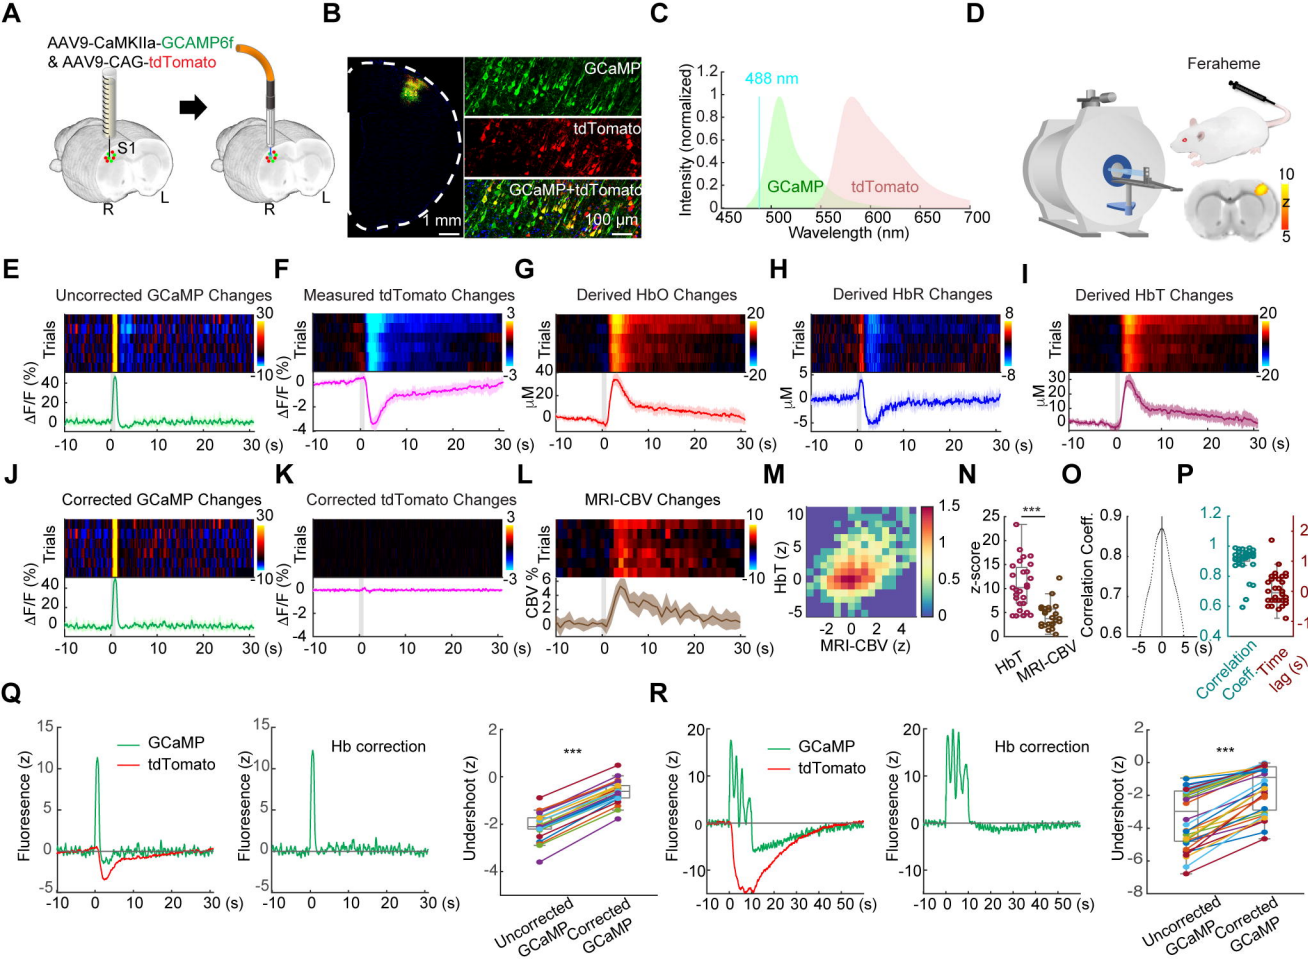 A
AAV9-CaMKIIa-GCAMP6f
& AAV9-CAG-tdTomato
S1
R
L
R
L
B
GCaMP
tdTomato
GCaMP+tdTomato
1 mm
100 µm
C
488 nm
Intensity (normalized)
1.2
1
0.8
0.6
0.4
0.2
0
GCaMP
tdTomato
450
500
550
600
650
700
Wavelength (nm)
D
Feraheme
10
z
5
E
Uncorrected GCaMP Changes
Trials
30
-10
ΔF/F (%)
40
20
0
-10
0
10
20
30 (s)
F
Measured tdTomato Changes
Trials
3
-3
ΔF/F (%)
0
-2
-4
-10
0
10
20
30 (s)
G
Derived HbO Changes
Trials
20
-20
µM
40
20
0
-10
0
10
20
30 (s)
H
Derived HbR Changes
Trials
8
-8
µM
5
0
-5
-10
0
10
20
30 (s)
I
Derived HbT Changes
Trials
20
-20
µM
30
20
10
0
-10
0
10
20
30 (s)
J
Corrected GCaMP Changes
Trials
30
-10
ΔF/F (%)
40
20
0
-10
0
10
20
30 (s)
K
Corrected tdTomato Changes
Trials
3
-3
ΔF/F (%)
0
-2
-4
-10
0
10
20
30 (s)
L
MRI-CBV Changes
Trials
10
-10
CBV %
6
4
2
0
-10
0
10
20
30 (s)
M
HbT (z)
10
5
0
-5
-2
0
2
4
MRI-CBV (z)
1.5
1
0.5
0
N
***
z-score
25
20
15
10
5
0
HbT
MRI-CBV
O
Correlation Coeff.
0.9
0.8
0.7
0.6
-5
0
5 (s)
P
1.2
1
0.8
0.6
0.4
2
1
0
-1
Correlation
Coeff.
Time
lag (s)
Q
Fluoresence (z)
15
10
5
0
-5
GCaMP
tdTomato
-10
0
10
20
30 (s)
Fluoresence (z)
15
10
5
0
-5
Hb correction
-10
0
10
20
30 (s)
Undershoot (z)
2
0
-2
-4
***
Uncorrected
GCaMP
Corrected
GCaMP
R
Fluoresence (z)
20
10
0
-10
GCaMP
tdTomato
-10
0
10
20
30
40
50
(s)
Fluoresence (z)
20
10
0
-10
Hb correction
-10
0
10
20
30
40
50
(s)
Undershoot (z)
2
0
-2
-4
-6
-8
***
Uncorrected
GCaMP
Corrected
GCaMP